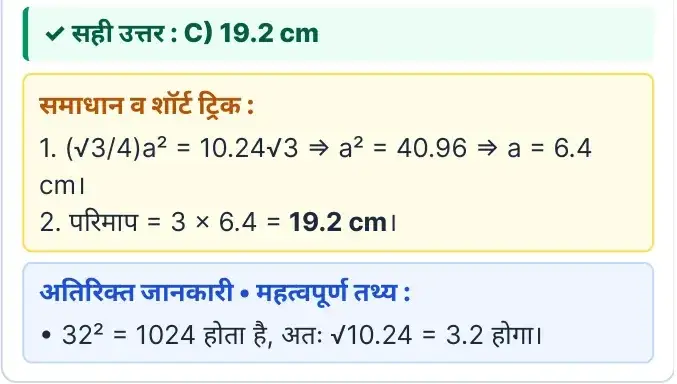 ✓ सही उत्तर : C) 19.2 cm
समाधान व शॉर्ट ट्रिक :
1. (√3/4)a² = 10.24√3 ⇒ a² = 40.96 ⇒ a = 6.4
cm।
2. परिमाप = 3 × 6.4 = 19.2 cm।
अतिरिक्त जानकारी • महत्वपूर्ण तथ्य :
• 32² = 1024 होता है, अतः √10.24 = 3.2 होगा।